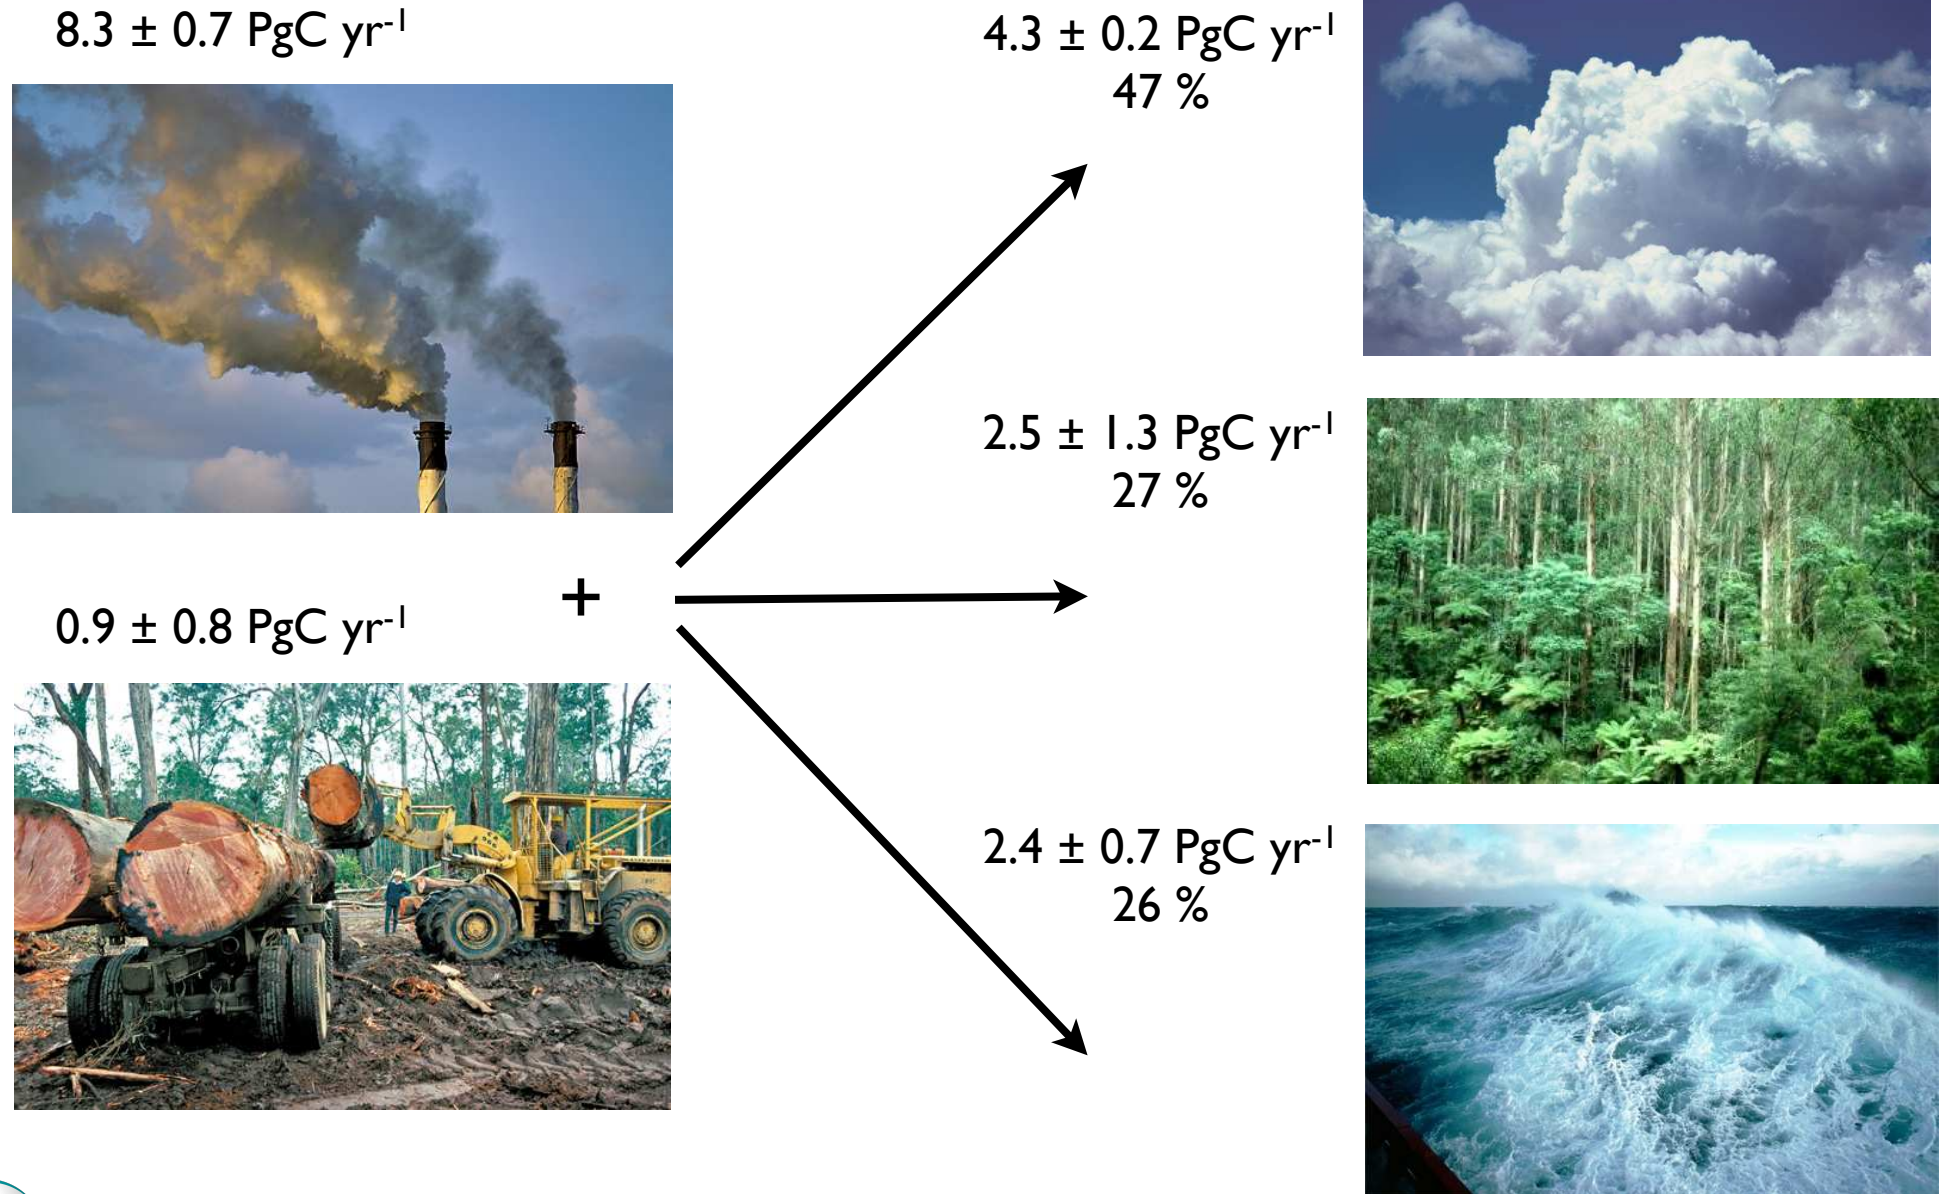 8.3 ± 0.7 PgC yr-1
4.3 ± 0.2 PgC yr-1
47 %
2.5 ± 1.3 PgC yr-1
27 %
+
0.9 ± 0.8 PgC yr-1
2.4 ± 0.7 PgC yr-1
26 %